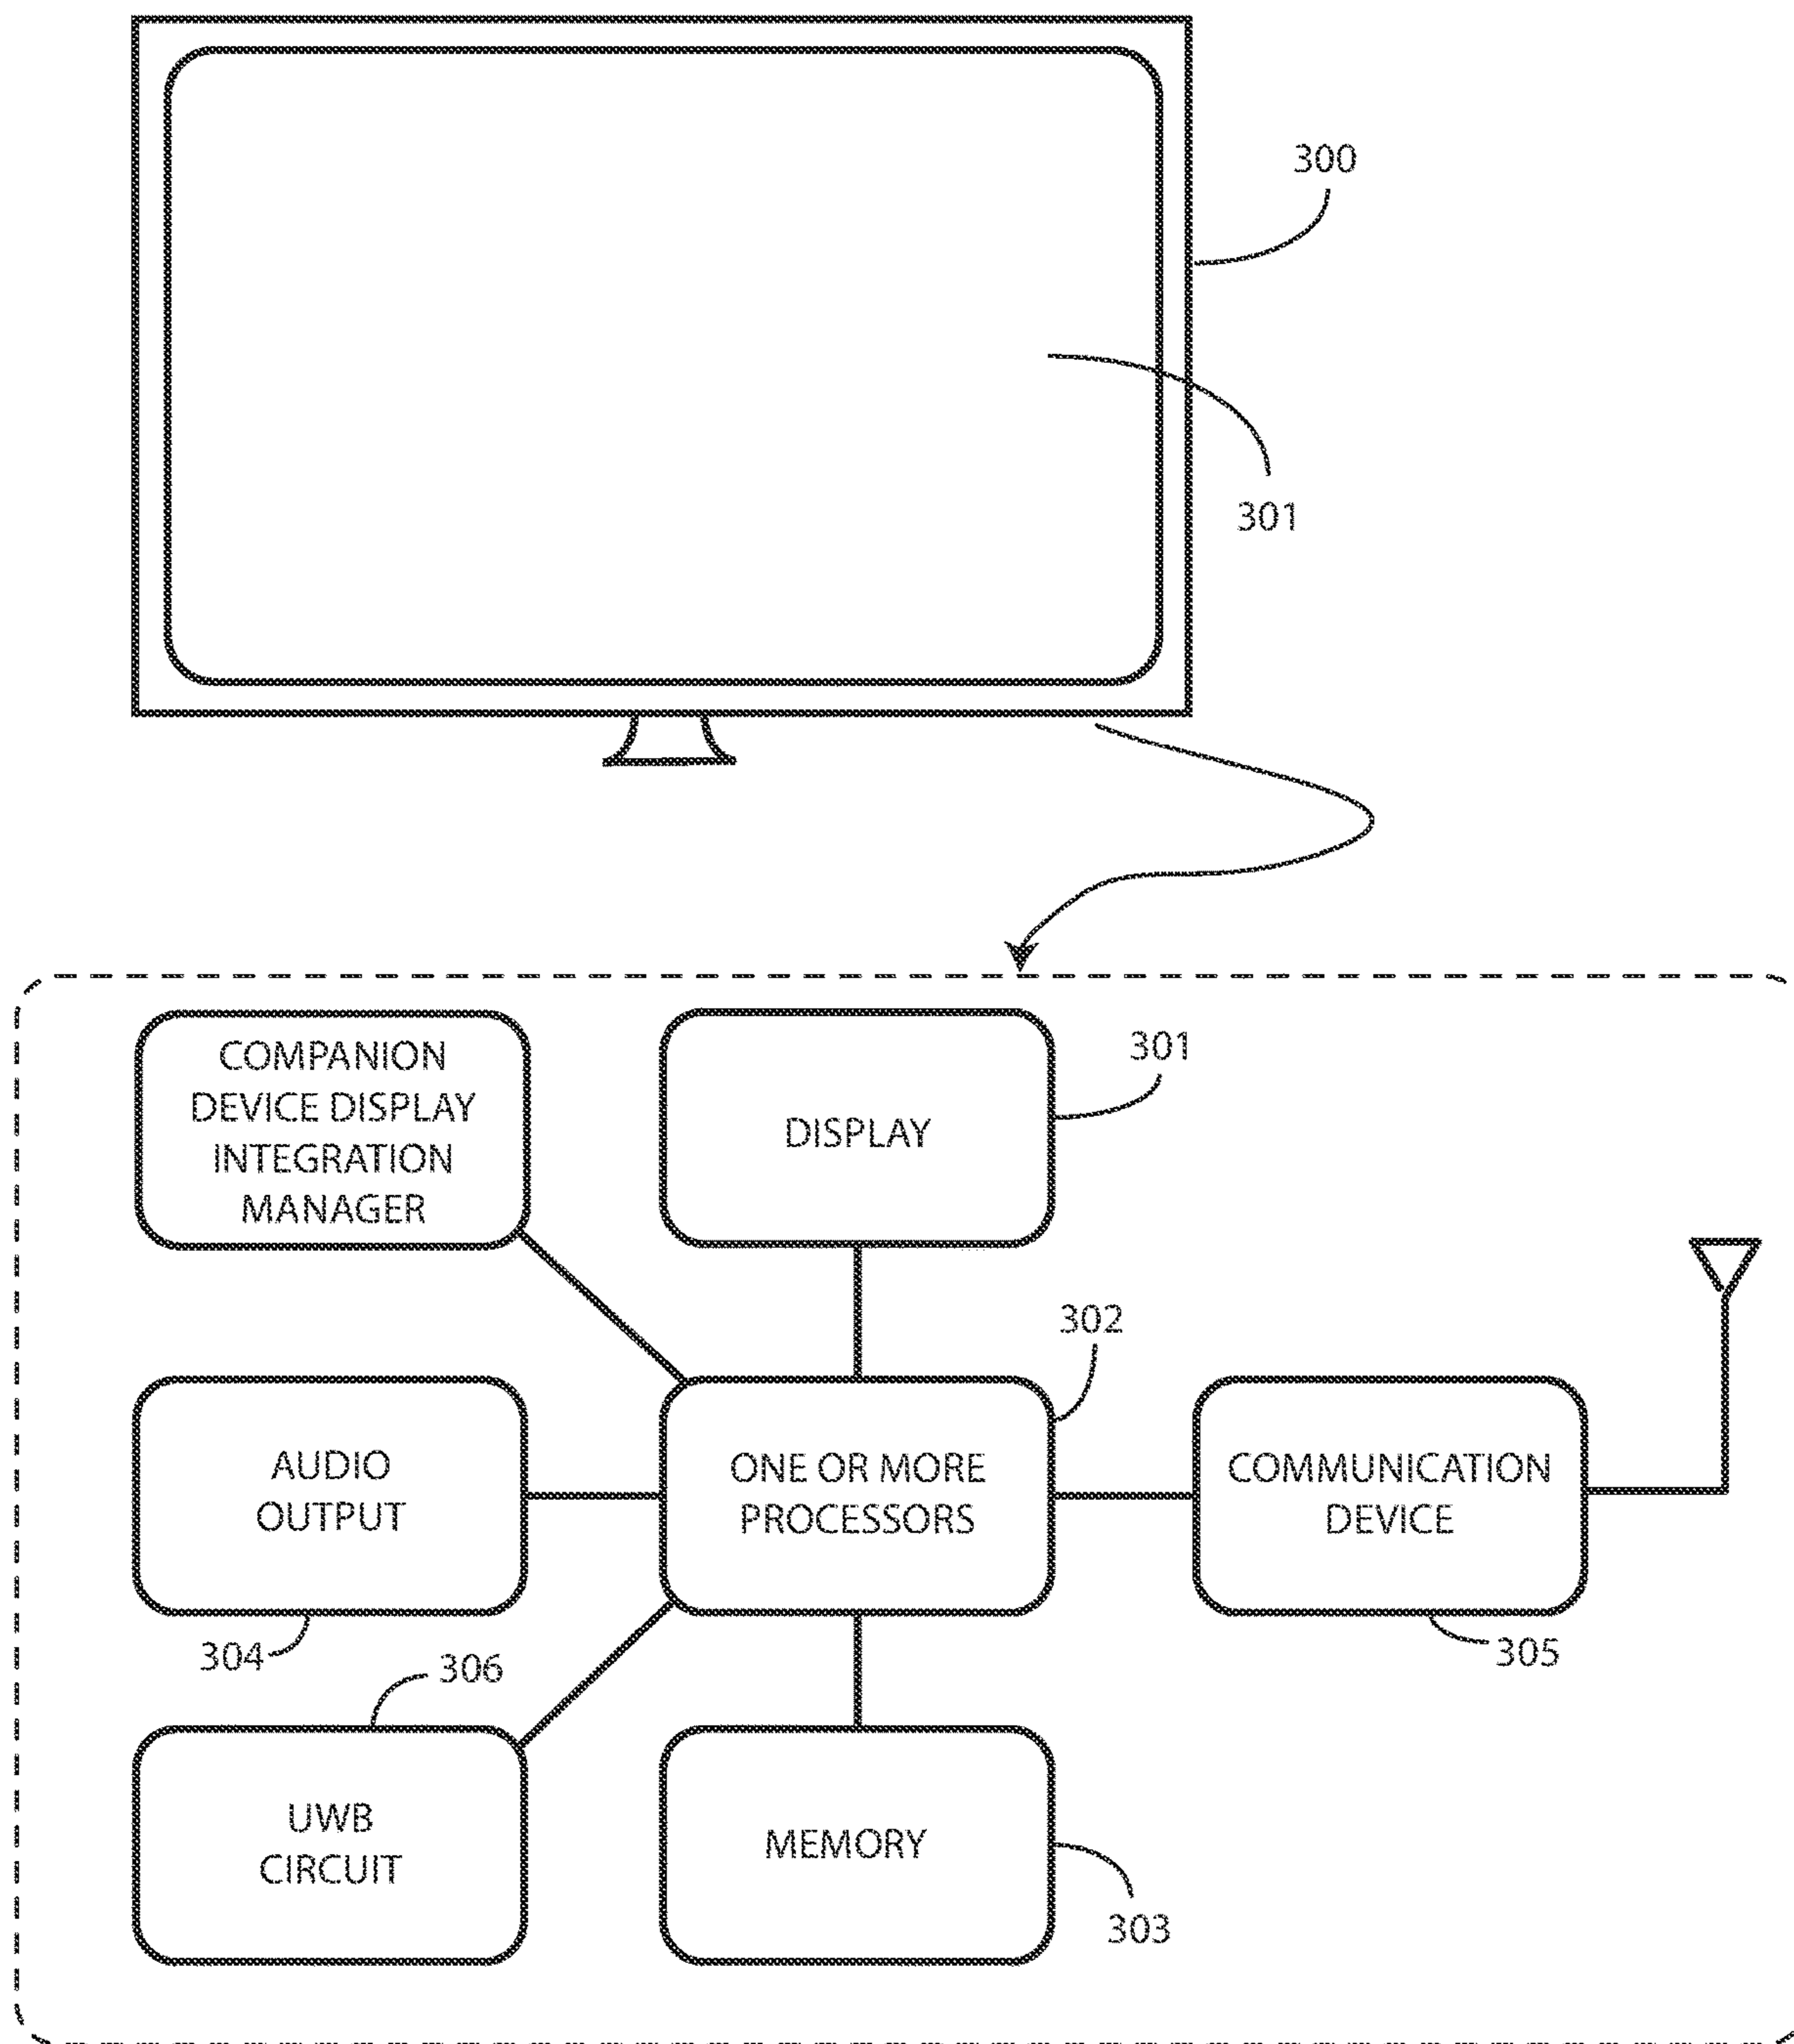 300
301
COMPANION
DEVICE DISPLAY
INTEGRATION
MANAGER
DISPLAY
301
302
AUDIO
OUTPUT
ONE OR MORE
PROCESSORS
COMMUNICATION
DEVICE
304
306
305
UWB
CIRCUIT
MEMORY
303